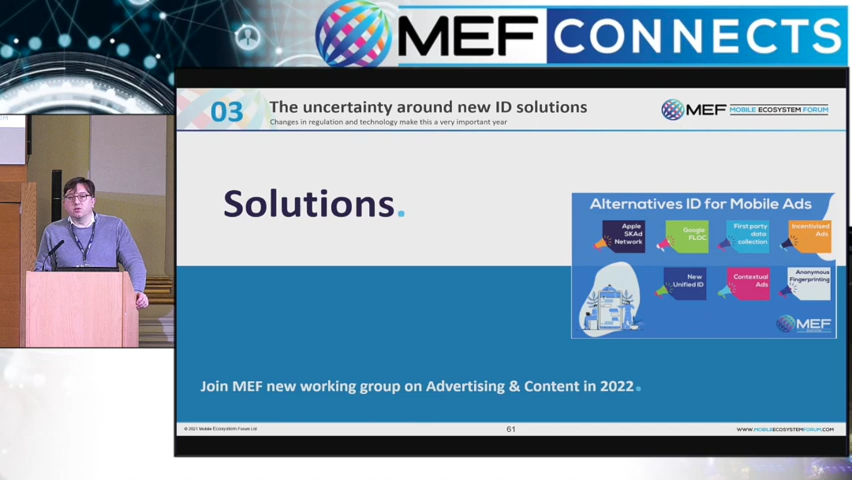 MEF CONNECTS
03
The uncertainty around new ID solutions
Changes in regulation and technology make this a very important year
MEF MOBILE ECOSYSTEM FORUM
Solutions.
Alternatives ID for Mobile Ads
Apple
SKAd
Network
Google
FLOC
First party
data
collection
Incentivised
Ads
New
Unified ID
Contextual
Ads
Anonymous
Fingerprinting
MEF
Join MEF new working group on Advertising & Content in 2022.
© 2021 Mobile Ecosystem Forum Ltd
61
WWW.MOBILEECOSYSTEMFORUM.COM